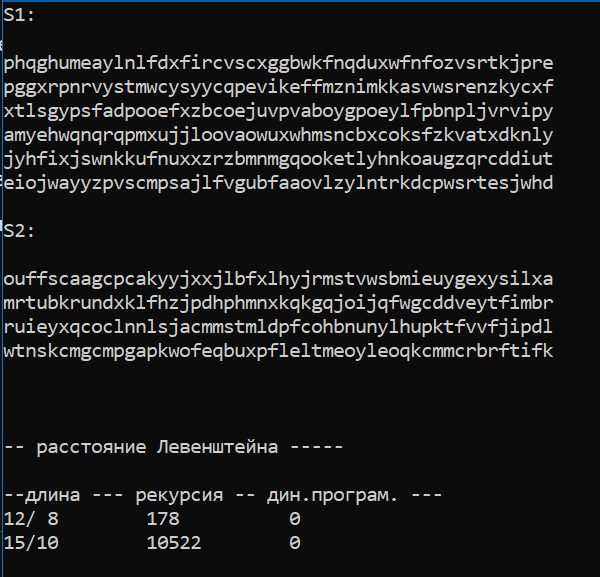 S1:
phqghumeaylnlfdxfircvscxggbwkfnqduxwfnfozvsrtkjpre
pggxrpnrvystmwcysyycqpevikeffmznimkkasvwsrenzkycxf
xtlsgypsfadpooefxzbcoejuvpvaboygpoeylfpbnpljvrvipy
amyehwqnqrqpmxujjloovaowuxwhmsncbxcoksfzkvatxdknly
jyhfixjswnkkufnuxxzrzbmnmgqooketlyhnkoaugzqrcddiut
eiojwayyzpvscmpsajlfvgubfaaovlzylntrkdcpwsrtesjwhd
S2:
ouffscaagcpcakyyjxxjlbfxlhyjrmstvwsbmieuygexysilxa
mrtubkrundxklfhzjpdhphmnxkqkgqjoijqfwgcddveytfimbr
ruieyxqcoclnnlsjacmmstmldpfcohbnunylhupktfvvfjipdl
wtnskcmgcmpgapkwofeqbuxpfleltmeoyleoqkcmmcrbrftifk
-- расстояние Левенштейна -----
--длина --- рекурсия -- дин.програм. ---
12/ 8 178 0
15/10 10522 0